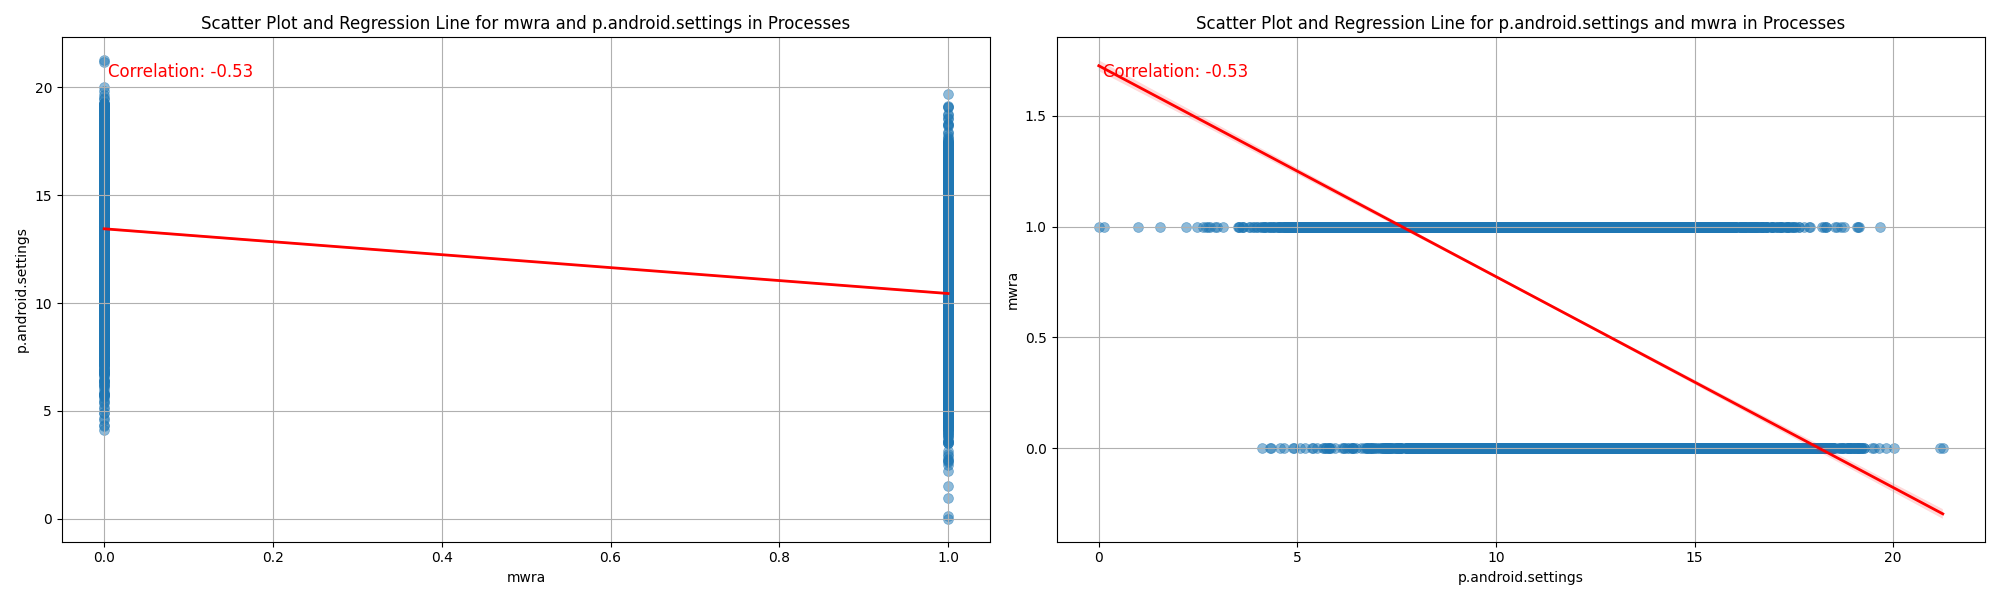 Scatter Plot and Regression Line for mwra and p.android.settings in Processes
Correlation: -0.53
20
15
10
5
0
p.android.settings
0.0 0.2 0.4 0.6 0.8 1.0
mwra
Scatter Plot and Regression Line for p.android.settings and mwra in Processes
Correlation: -0.53
1.5
1.0
0.5
0.0
mwra
0 5 10 15 20
p.android.settings